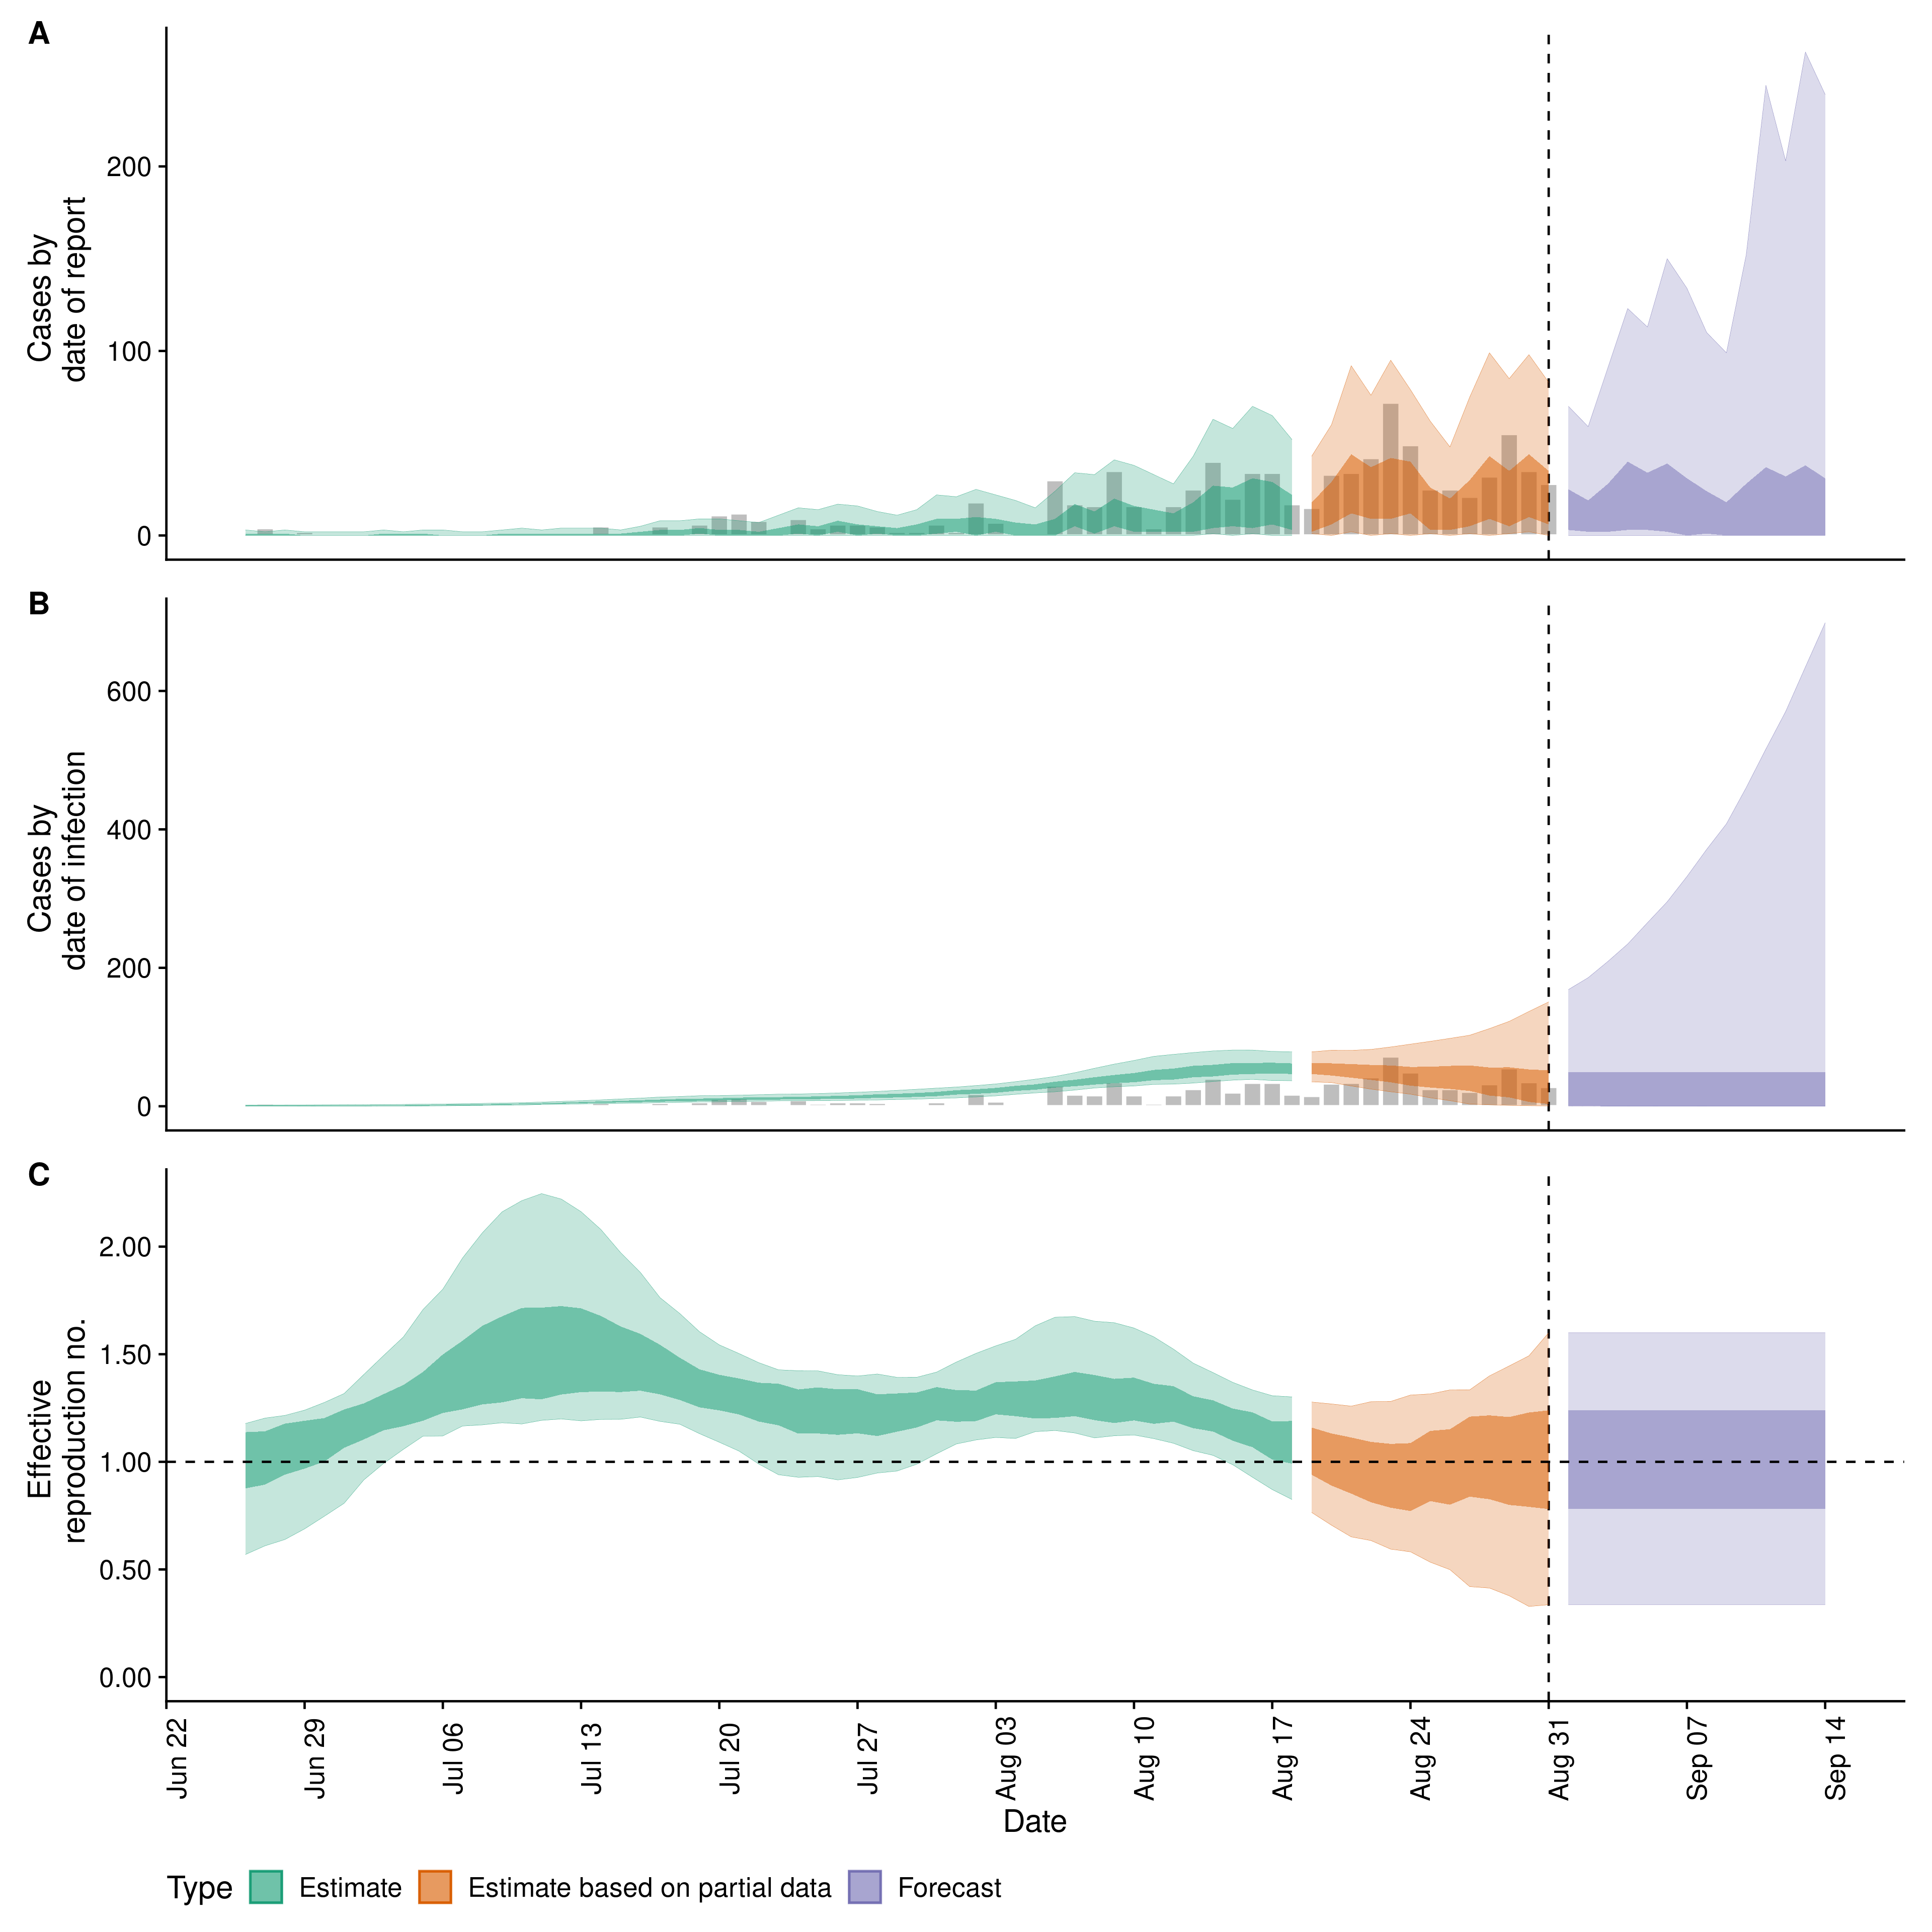 A
Cases by
date of report
200
100
0
B
Cases by
date of infection
600
400
200
0
C
Effective
reproduction no.
2.00
1.50
1.00
0.50
0.00
Jun 22
Jun 29
Jul 06
Jul 13
Jul 20
Jul 27
Aug 03
Aug 10
Aug 17
Aug 24
Aug 31
Sep 07
Sep 14
Date
Type Estimate Estimate based on partial data Forecast